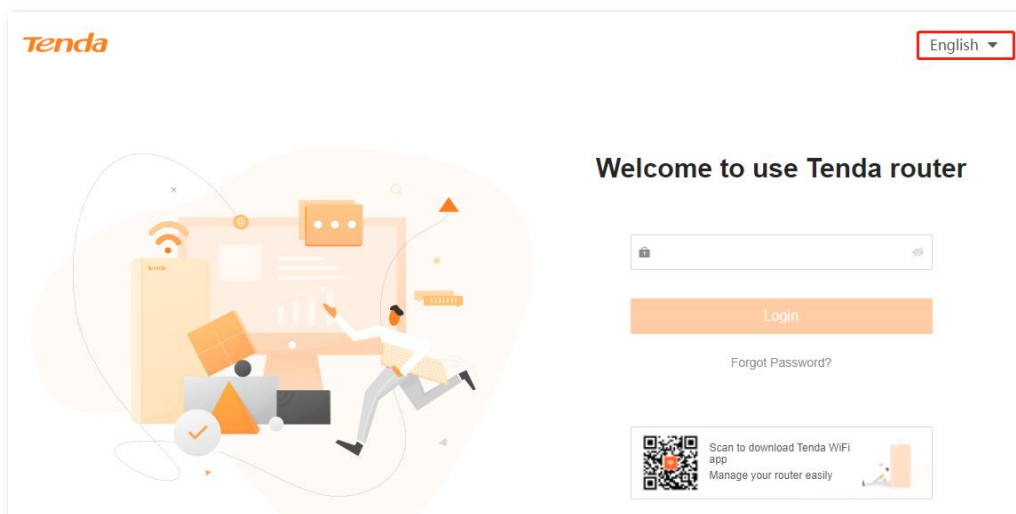 Tenda
English
Welcome to use Tenda router
Tenda
Login
Forgot Password?
Scan to download Tenda WiFi
app
Manage your router easily